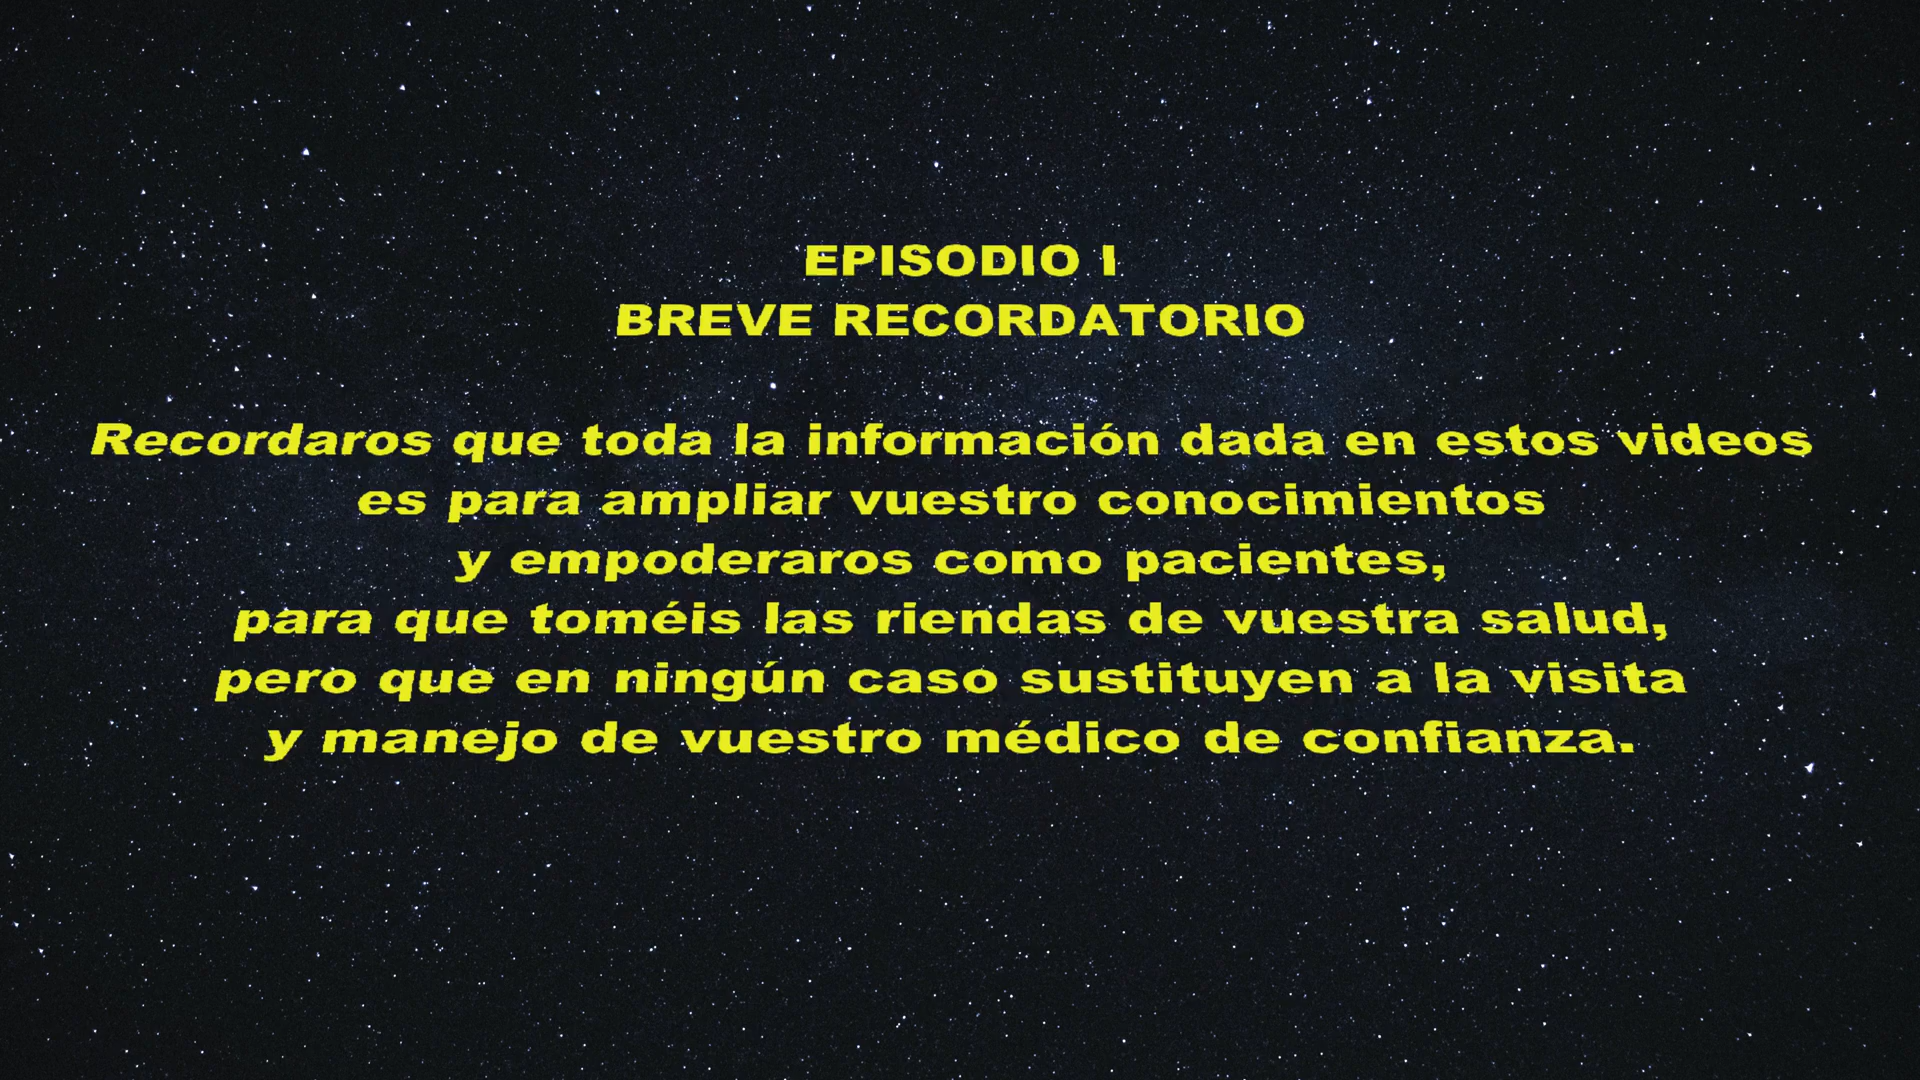 EPISODIO I
BREVE RECORDATORIO
Recordaros que toda la información dada en estos videos
es para ampliar vuestro conocimientos
y empoderaros como pacientes,
para que toméis las riendas de vuestra salud,
pero que en ningún caso sustituyen a la visita
y manejo de vuestro médico de confianza.